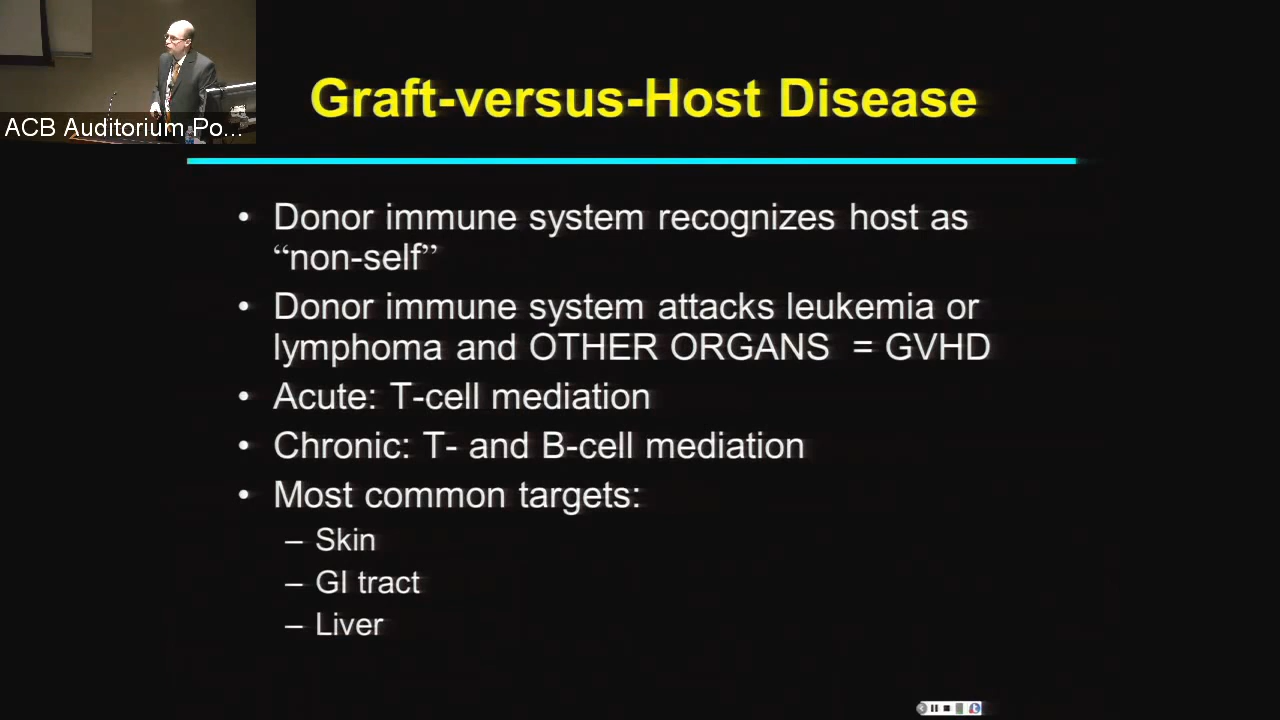 ACB Auditorium Po...
Graft-versus-Host Disease
• Donor immune system recognizes host as
“non-self”
• Donor immune system attacks leukemia or
lymphoma and OTHER ORGANS = GVHD
• Acute: T-cell mediation
• Chronic: T- and B-cell mediation
• Most common targets:
– Skin
– GI tract
– Liver